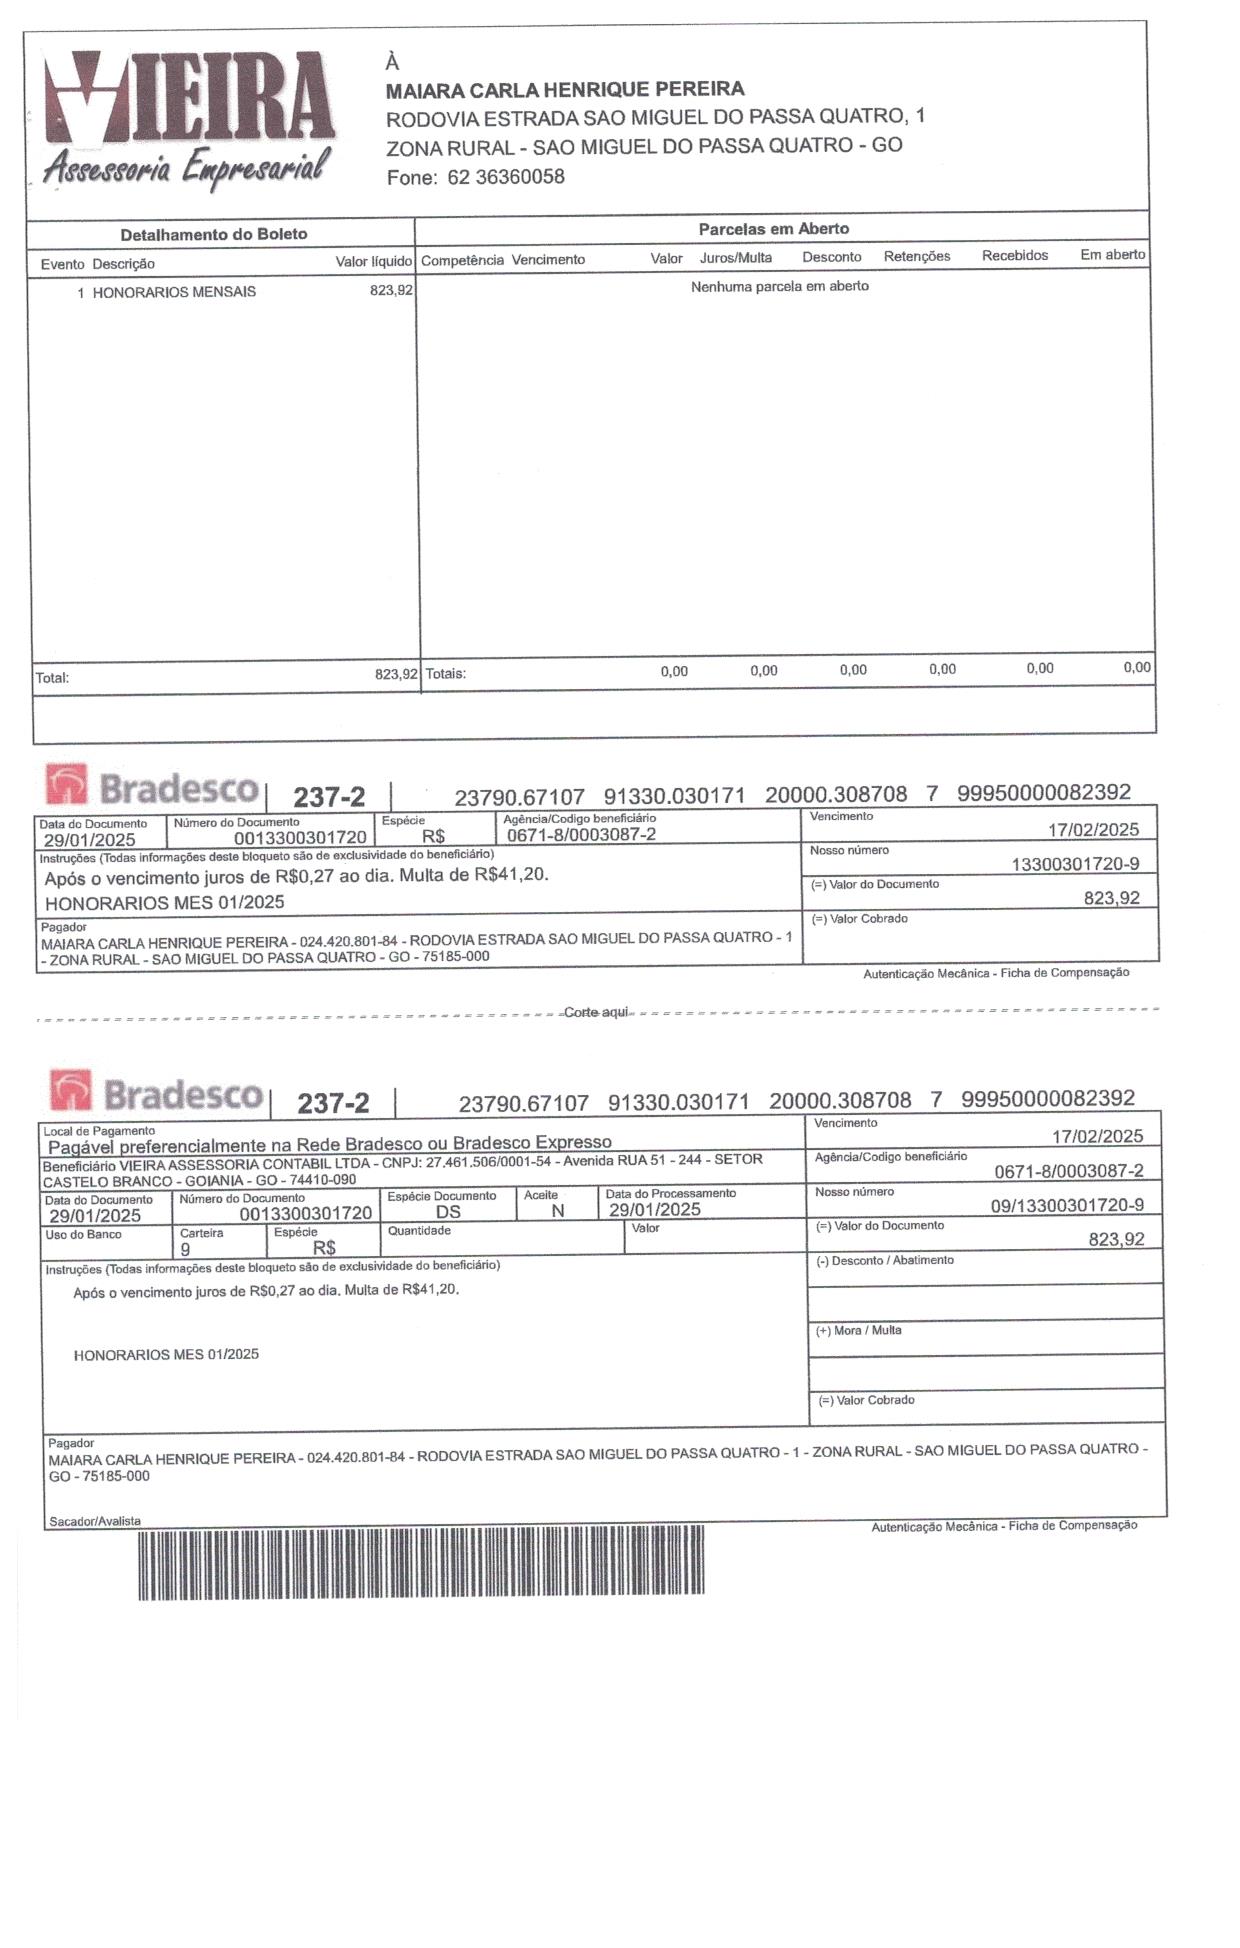 VIEIRA
Assessoria Empresarial
À
MAIARA CARLA HENRIQUE PEREIRA
RODOVIA ESTRADA SAO MIGUEL DO PASSA QUATRO, 1
ZONA RURAL - SAO MIGUEL DO PASSA QUATRO - GO
Fone: 62 36360058
Detalhamento do Boleto
Parcelas em Aberto
Evento Descrição Valor líquido Competência Vencimento Valor Juros/Multa Desconto Retenções Recebidos Em aberto
1 HONORARIOS MENSAIS 823,92 Nenhuma parcela em aberto
Total: 823,92 Totais: 0,00 0,00 0,00 0,00 0,00 0,00
Bradesco 237-2 23790.67107 91330.030171 20000.308708 7 99950000082392
Data do Documento Número do Documento Espécie Agência/Codigo beneficiário Vencimento
29/01/2025 0013300301720 R$ 0671-8/0003087-2 17/02/2025
Instruções (Todas informações deste bloqueto são de exclusividade do beneficiário) Nosso número
13300301720-9
Após o vencimento juros de R$0,27 ao dia. Multa de R$41,20. (=) Valor do Documento
HONORARIOS MES 01/2025 823,92
Pagador (=) Valor Cobrado
MAIARA CARLA HENRIQUE PEREIRA - 024.420.801-84 - RODOVIA ESTRADA SAO MIGUEL DO PASSA QUATRO - 1
- ZONA RURAL - SAO MIGUEL DO PASSA QUATRO - GO - 75185-000
Autenticação Mecânica - Ficha de Compensação
Corte aqui
Bradesco 237-2 23790.67107 91330.030171 20000.308708 7 99950000082392
Local de Pagamento Vencimento
Pagável preferencialmente na Rede Bradesco ou Bradesco Expresso 17/02/2025
Beneficiário VIEIRA ASSESSORIA CONTABIL LTDA - CNPJ: 27.461.506/0001-54 - Avenida RUA 51 - 244 - SETOR Agência/Codigo beneficiário
CASTELO BRANCO - GOIANIA - GO - 74410-090 0671-8/0003087-2
Data do Documento Número do Documento Espécie Documento Aceite Data do Processamento Nosso número
29/01/2025 0013300301720 DS N 29/01/2025 09/13300301720-9
Uso do Banco Carteira Espécie Quantidade Valor (=) Valor do Documento
9 R$ 823,92
Instruções (Todas informações deste bloqueto são de exclusividade do beneficiário) (-) Desconto / Abatimento
Após o vencimento juros de R$0,27 ao dia. Multa de R$41,20.
(+) Mora / Multa
HONORARIOS MES 01/2025
(=) Valor Cobrado
Pagador
MAIARA CARLA HENRIQUE PEREIRA - 024.420.801-84 - RODOVIA ESTRADA SAO MIGUEL DO PASSA QUATRO - 1 - ZONA RURAL - SAO MIGUEL DO PASSA QUATRO -
GO - 75185-000
Sacador/Avalista
Autenticação Mecânica - Ficha de Compensação